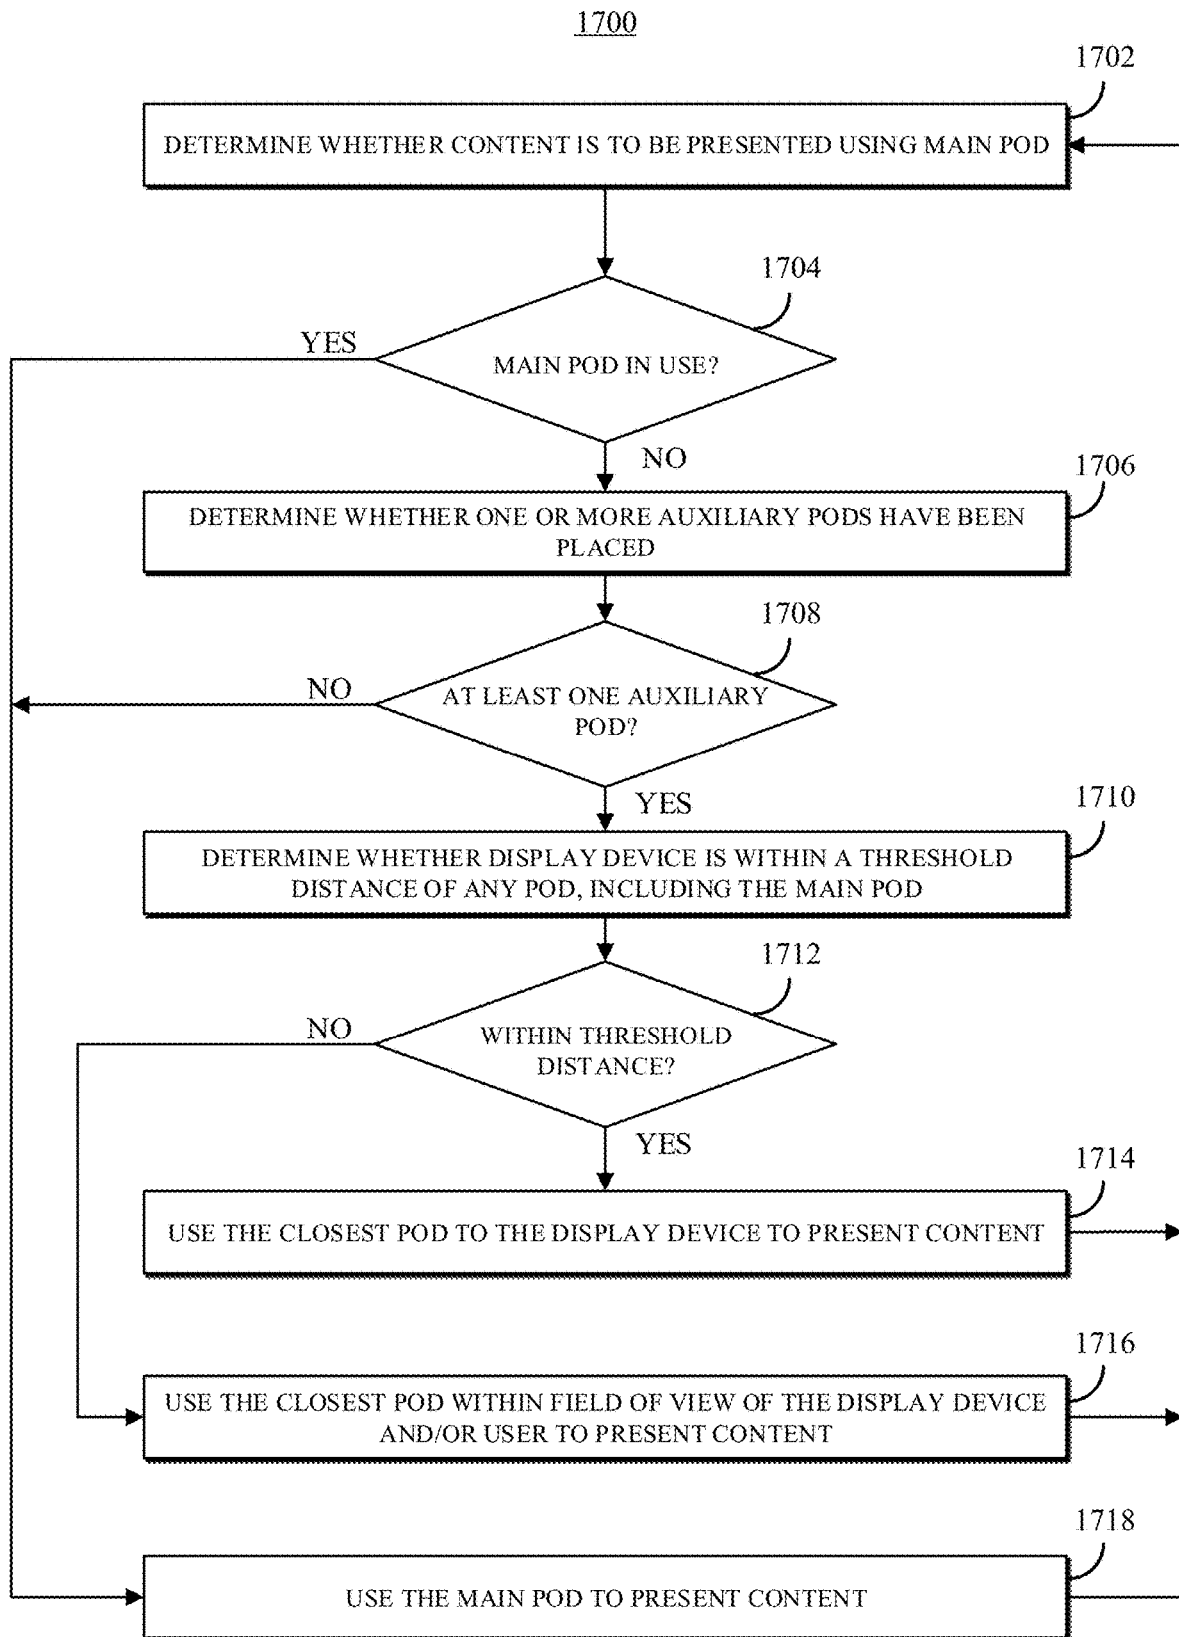 1700
1702
DETERMINE WHETHER CONTENT IS TO BE PRESENTED USING MAIN POD
1704
YES
MAIN POD IN USE?
NO
1706
DETERMINE WHETHER ONE OR MORE AUXILIARY PODS HAVE BEEN
PLACED
1708
NO
AT LEAST ONE AUXILIARY
POD?
YES
1710
DETERMINE WHETHER DISPLAY DEVICE IS WITHIN A THRESHOLD
DISTANCE OF ANY POD, INCLUDING THE MAIN POD
1712
NO
WITHIN THRESHOLD
DISTANCE?
YES
1714
USE THE CLOSEST POD TO THE DISPLAY DEVICE TO PRESENT CONTENT
1716
USE THE CLOSEST POD WITHIN FIELD OF VIEW OF THE DISPLAY DEVICE
AND/OR USER TO PRESENT CONTENT
1718
USE THE MAIN POD TO PRESENT CONTENT